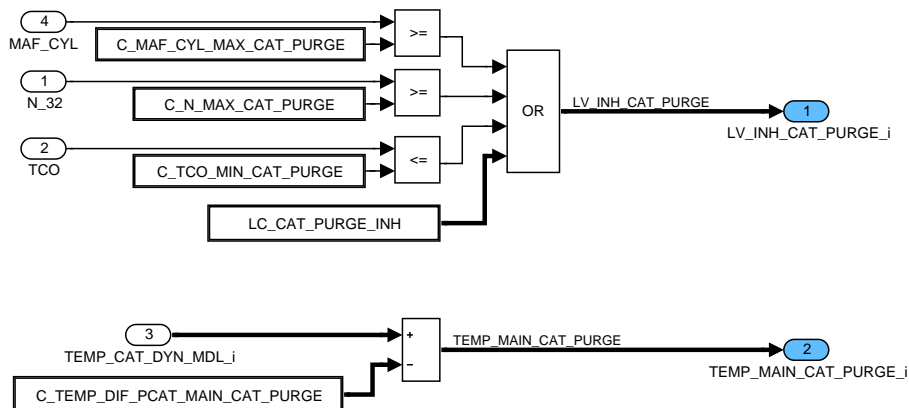 4
MAF_CYL
C_MAF_CYL_MAX_CAT_PURGE
>=
1
N_32
C_N_MAX_CAT_PURGE
>=
2
TCO
C_TCO_MIN_CAT_PURGE
<=
LC_CAT_PURGE_INH
OR
LV_INH_CAT_PURGE
1
LV_INH_CAT_PURGE_i
3
TEMP_CAT_DYN_MDL_i
C_TEMP_DIF_PCAT_MAIN_CAT_PURGE
+
−
TEMP_MAIN_CAT_PURGE
2
TEMP_MAIN_CAT_PURGE_i